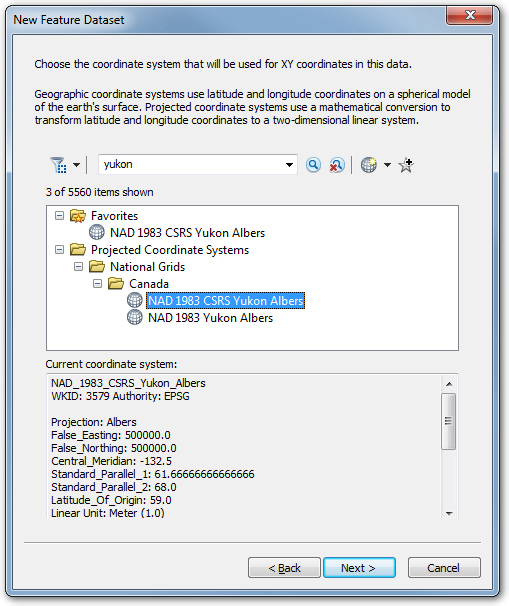 New Feature Dataset
Choose the coordinate system that will be used for XY coordinates in this data.
Geographic coordinate systems use latitude and longitude coordinates on a spherical model
of the earth's surface. Projected coordinate systems use a mathematical conversion to
transform latitude and longitude coordinates to a two-dimensional linear system.
yukon
3 of 5560 items shown
Favorites
NAD 1983 CSRS Yukon Albers
Projected Coordinate Systems
National Grids
Canada
NAD 1983 CSRS Yukon Albers
NAD 1983 Yukon Albers
Current coordinate system:
NAD_1983_CSRS_Yukon_Albers
WKID: 3579 Authority: EPSG
Projection: Albers
False_Easting: 500000.0
False_Northing: 500000.0
Central_Meridian: -132.5
Standard_Parallel_1: 61.66666666666666
Standard_Parallel_2: 68.0
Latitude_Of_Origin: 59.0
Linear Unit: Meter (1.0)
< Back Next > Cancel